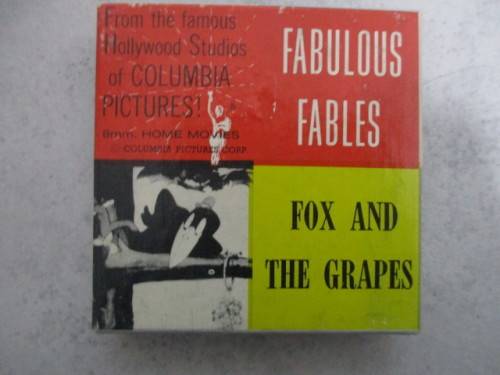 From the famous
Hollywood Studios
of COLUMBIA
PICTURES!
8mm. HOME MOVIES
© COLUMBIA PICTURES CORP.
FABULOUS
FABLES
FOX AND
THE GRAPES